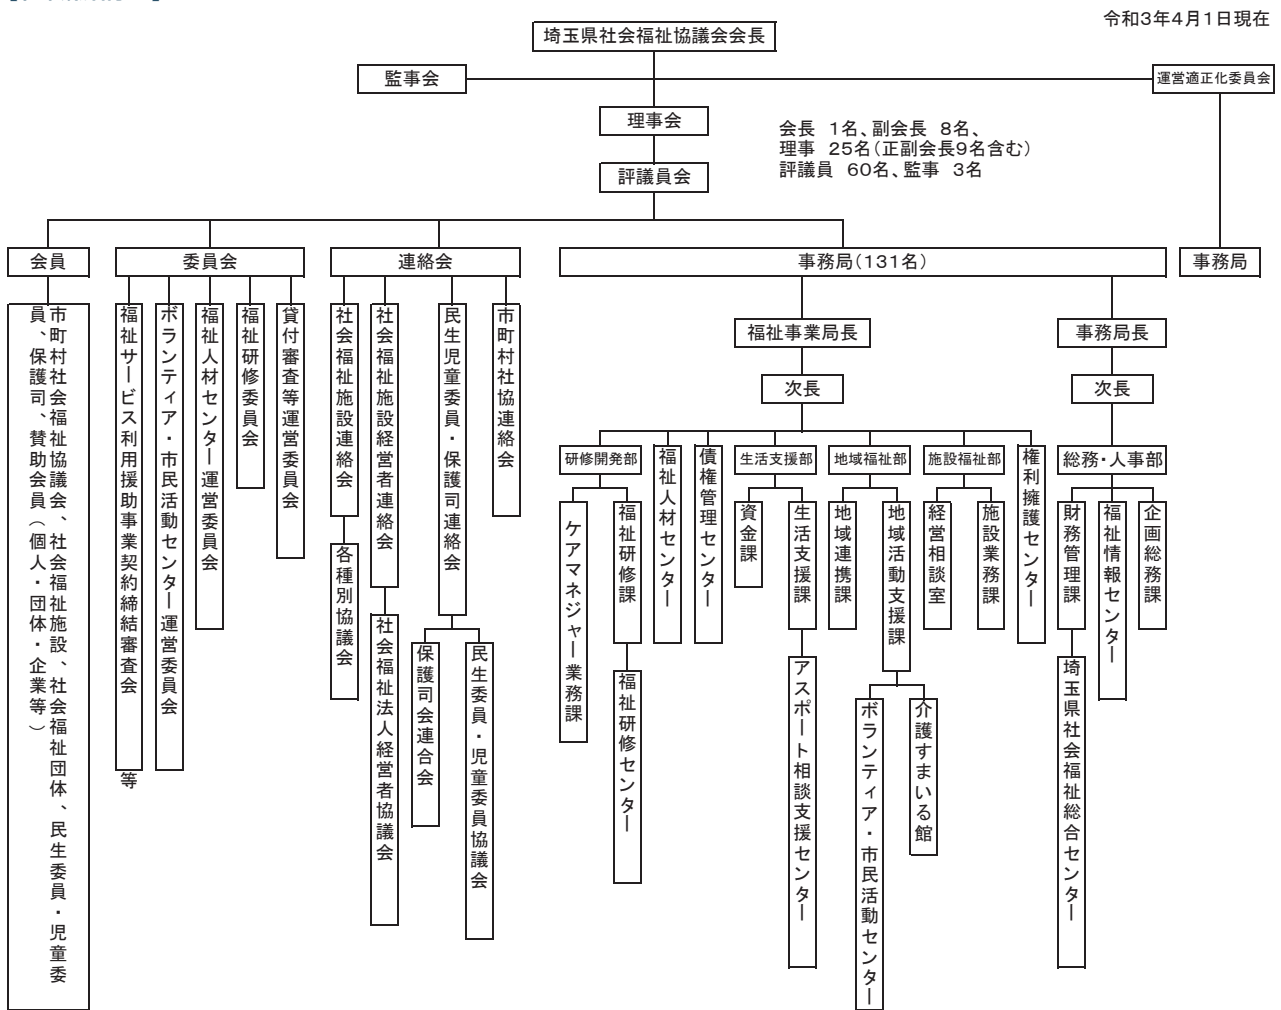 令和3年4月1日現在
埼玉県社会福祉協議会会長
監事会
運営適正化委員会
理事会
会長　1名、副会長　8名、
理事　25名（正副会長9名含む）
評議員　60名、監事　3名
評議員会
会員
委員会
連絡会
事務局（131名）
事務局
市町村社会福祉協議会、社会福祉施設、社会福祉団体、民生委員・児童委
員、保護司、賛助会員（個人・団体・企業等）
福祉サービス利用援助事業契約締結審査会
等
ボランティア・市民活動センター運営委員会
福祉人材センター運営委員会
福祉研修委員会
貸付審査等運営委員会
社会福祉施設連絡会
各種別協議会
社会福祉施設経営者連絡会
社会福祉法人経営者協議会
民生児童委員・保護司連絡会
保護司会連合会
民生委員・児童委員協議会
市町村社協連絡会
福祉事業局長
次長
研修開発部
ケアマネジャー業務課
福祉研修課
福祉研修センター
福祉人材センター
債権管理センター
生活支援部
資金課
生活支援課
アスポート相談支援センター
地域福祉部
地域連携課
地域活動支援課
ボランティア・市民活動センター
介護すまいる館
施設福祉部
経営相談室
施設業務課
権利擁護センター
事務局長
次長
総務・人事部
財務管理課
埼玉県社会福祉総合センター
福祉情報センター
企画総務課